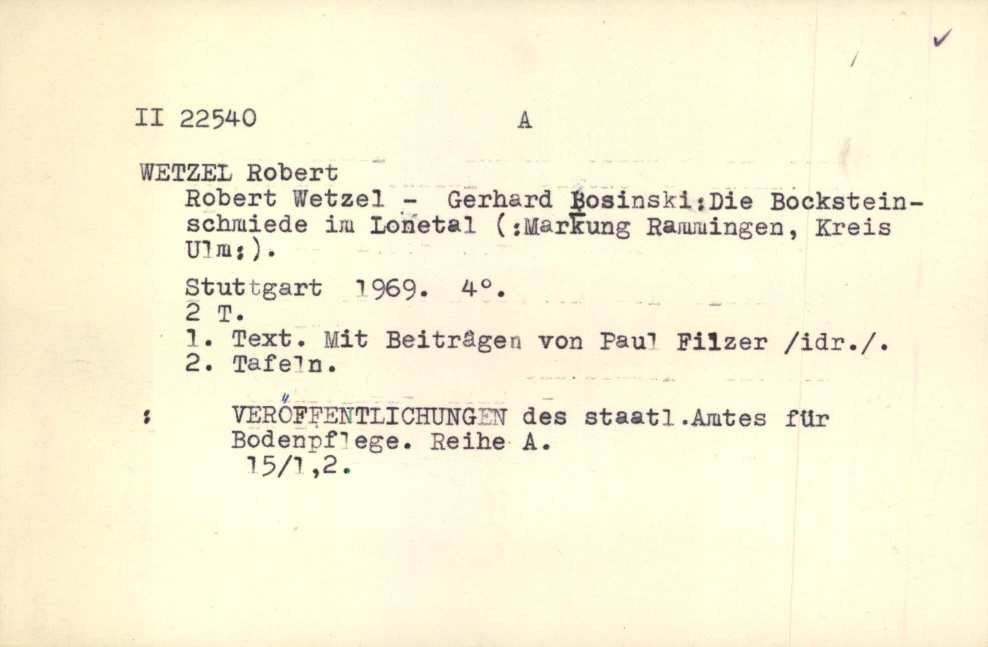 II 22540 A
WETZEL Robert
Robert Wetzel - Gerhard Bosinski:Die Bockstein-
schmiede im Lonetal (:Markung Rammingen, Kreis
Ulm:).
Stuttgart 1969. 4°.
2 T.
1. Text. Mit Beiträgen von Paul Filzer /idr./.
2. Tafeln.
: VERÖFFENTLICHUNGEN des staatl.Amtes für
Bodenpflege. Reihe A.
15/1,2.